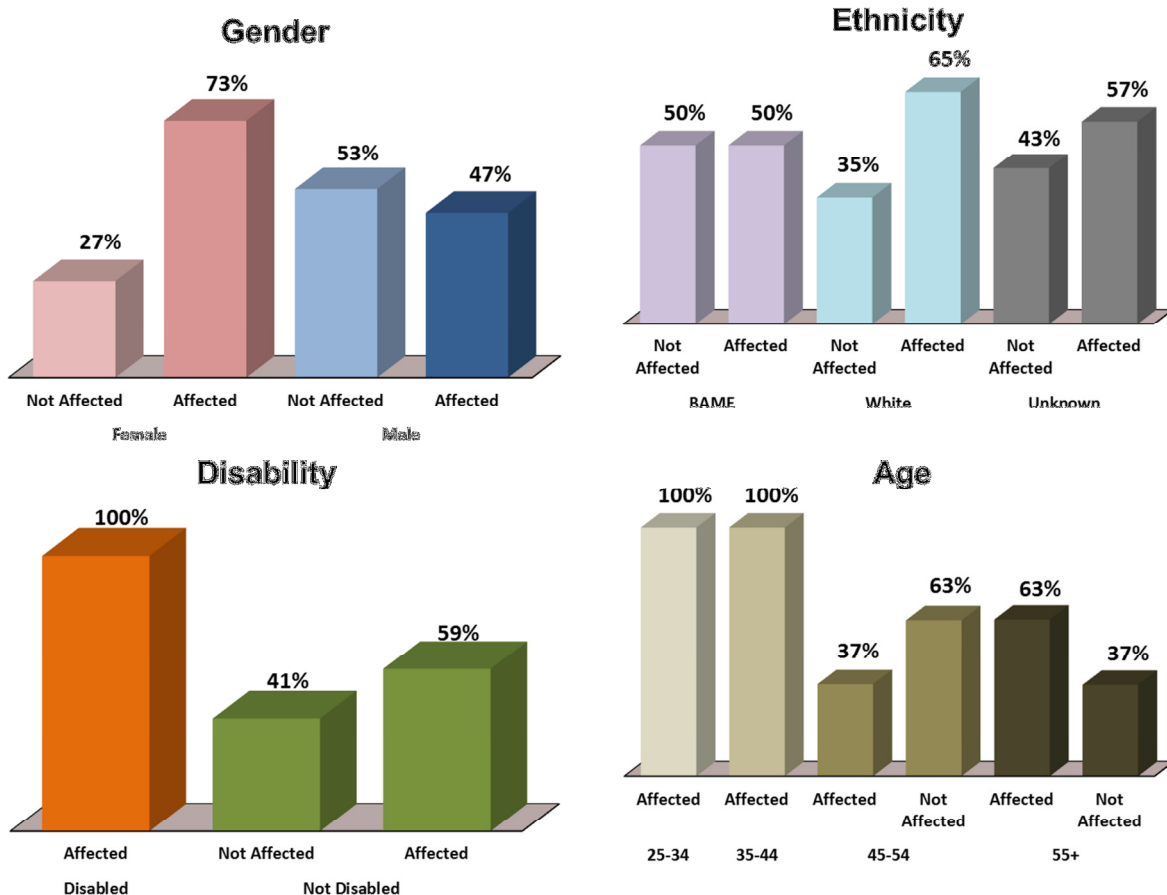 Gender
73%
53%
47%
27%
Not Affected Affected Not Affected Affected
Female Male
Ethnicity
65%
57%
50% 50%
43%
35%
Not Affected Affected Not Affected Affected Not Affected Affected
BAME White Unknown
Disability
100%
59%
41%
Affected Not Affected Affected
Disabled Not Disabled
Age
100% 100%
63% 63%
37% 37%
Affected Affected Affected Not Affected Affected Not Affected
25-34 35-44 45-54 55+